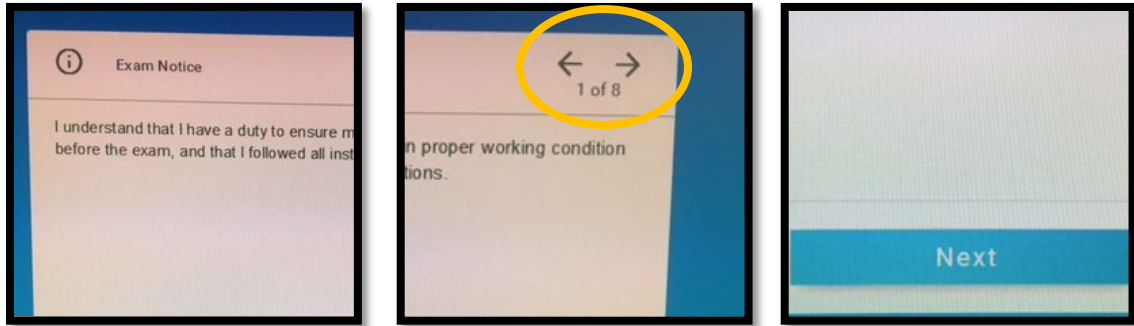 Exam Notice
I understand that I have a duty to ensure m
before the exam, and that I followed all inst
← →
1 of 8
n proper working condition
tions.
Next